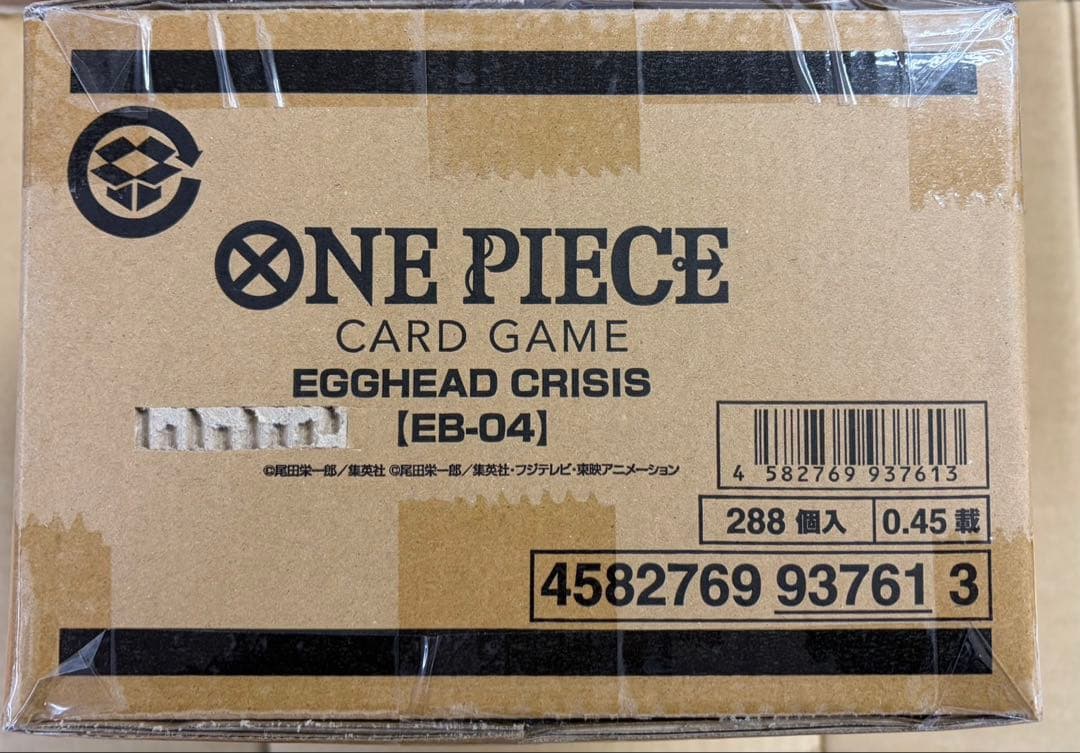 ONE PIECE
CARD GAME
EGGHEAD CRISIS
【EB-04】
©尾田栄一郎／集英社 ©尾田栄一郎／集英社・フジテレビ・東映アニメーション
4 582769 937613
288 個入
0.45 載
4582769 93761 3